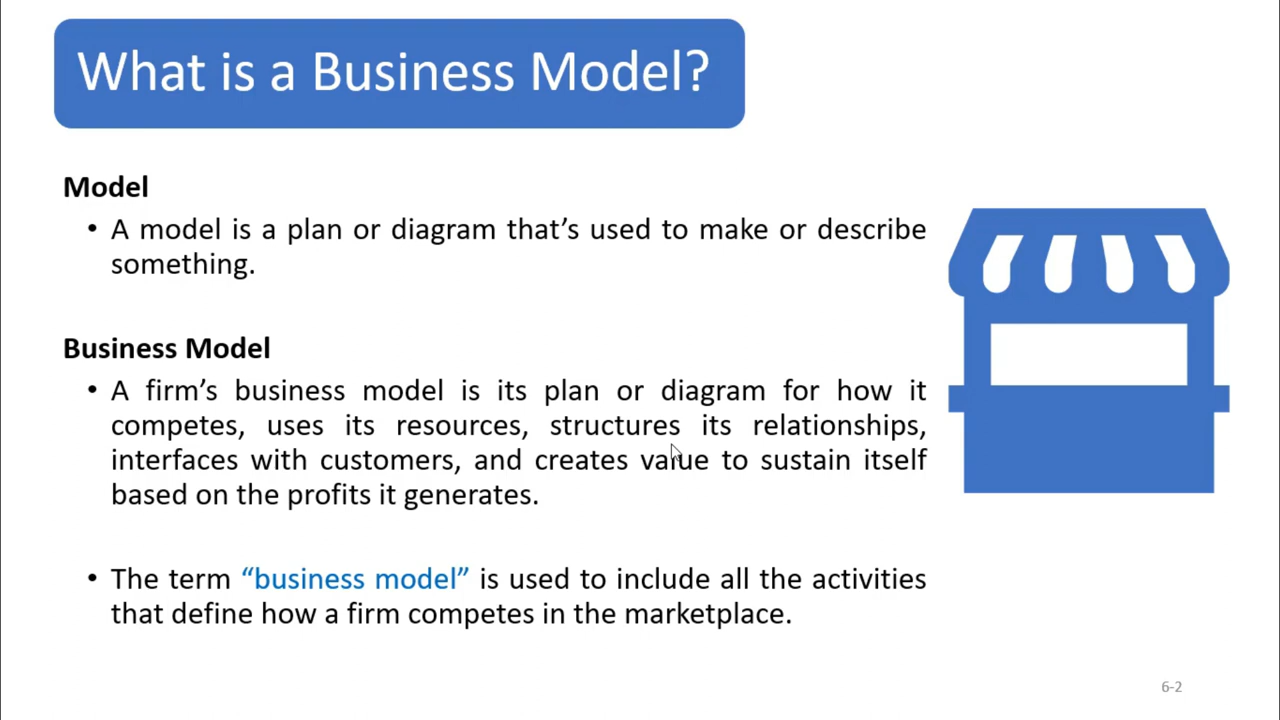 What is a Business Model?
Model
• A model is a plan or diagram that’s used to make or describe
something.
Business Model
• A firm’s business model is its plan or diagram for how it
competes, uses its resources, structures its relationships,
interfaces with customers, and creates value to sustain itself
based on the profits it generates.
• The term “business model” is used to include all the activities
that define how a firm competes in the marketplace.
6-2